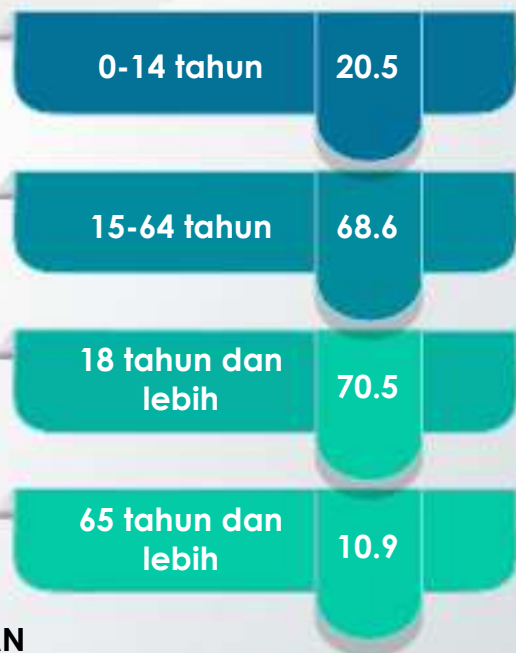 0-14 tahun 20.5
15-64 tahun 68.6
18 tahun dan
lebih 70.5
65 tahun dan
lebih 10.9